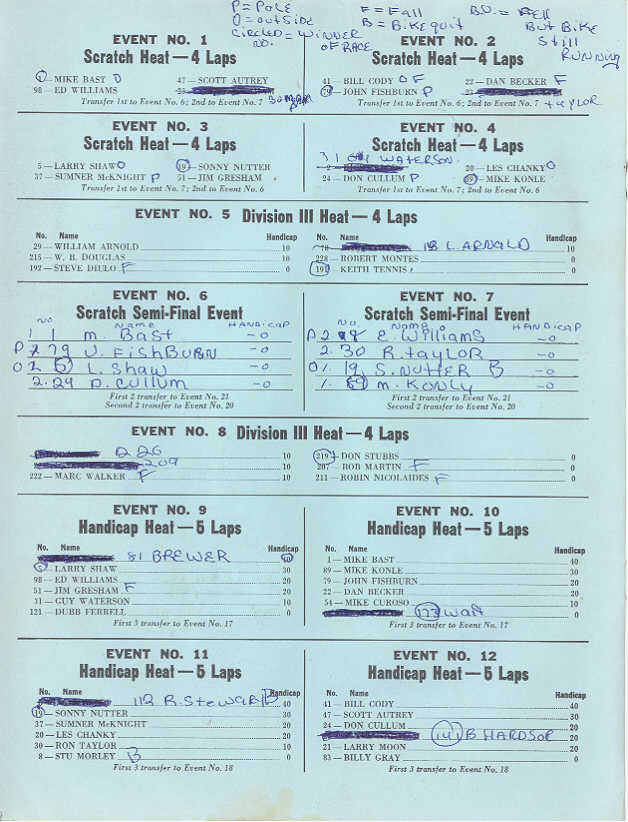 P = Pole F = Fall B.O. = Fell
O = outside B = Bike quit But Bike
CIRCLED = WINNER Still
NO. OF RACE RUNNING
EVENT NO. 1
Scratch Heat — 4 Laps
1 — MIKE BAST O 47 — SCOTT AUTREY
98 — ED WILLIAMS
Transfer 1st to Event No. 6; 2nd to Event No. 7
EVENT NO. 2
Scratch Heat — 4 Laps
41 — BILL CODY O F 22 — DAN BECKER F
79 — JOHN FISHBURN P
Transfer 1st to Event No. 6; 2nd to Event No. 7 taylor
EVENT NO. 3
Scratch Heat — 4 Laps
5 — LARRY SHAW O 19 — SONNY NUTTER
37 — SUMNER McKNIGHT P 51 — JIM GRESHAM
Transfer 1st to Event No. 7; 2nd to Event No. 6
EVENT NO. 4
Scratch Heat — 4 Laps
31 WATERSON 20 — LES CHANKY O
24 — DON CULLUM P 89 — MIKE KONLE
Transfer 1st to Event No. 7; 2nd to Event No. 6
EVENT NO. 5 Division III Heat — 4 Laps
No. Name Handicap
29 — WILLIAM ARNOLD 10
215 — W. B. DOUGLAS 10
192 — STEVE DIULO F 0
No. Name Handicap
78 — 18 L. ARNALD 0
228 — ROBERT MONTES 0
191 KEITH TENNIS 0
EVENT NO. 6
Scratch Semi-Final Event
NO NAME HANDICAP
1 1 M. BAST -0
P 2 79 J. FISHBURN -0
O 2 5 L. SHAW -0
2. 24 D. CULLUM -0
First 2 transfer to Event No. 21
Second 2 transfer to Event No. 20
EVENT NO. 7
Scratch Semi-Final Event
NO. NAME HANDICAP
P 2 98 E. WILLIAMS -0
2. 30 R. taylor -0
O 1. 19 S. NUTTER B -0
1. 89 M. KONLY -0
First 2 transfer to Event No. 21
Second 2 transfer to Event No. 20
EVENT NO. 8 Division III Heat — 4 Laps
226 10
209 10
222 — MARC WALKER F 10
219 — DON STUBBS 0
207 — ROB MARTIN F 0
211 — ROBIN NICOLAIDES F 0
EVENT NO. 9
Handicap Heat — 5 Laps
No. Name Handicap
81 BREWER
5 — LARRY SHAW 30
98 — ED WILLIAMS 20
51 — JIM GRESHAM F 20
31 — GUY WATERSON 10
121 — DUBB FERRELL 0
First 3 transfer to Event No. 17
EVENT NO. 10
Handicap Heat — 5 Laps
No. Name Handicap
1 — MIKE BAST 40
89 — MIKE KONLE 30
79 — JOHN FISHBURN 20
22 — DAN BECKER 20
54 — MIKE CUROSO 10
0
First 3 transfer to Event No. 17
EVENT NO. 11
Handicap Heat — 5 Laps
No. Name Handicap
112 R. Stewart B 40
19 — SONNY NUTTER 30
37 — SUMNER McKNIGHT 20
20 — LES CHANKY 20
30 — RON TAYLOR 10
8 — STU MORLEY B 0
First 3 transfer to Event No. 18
EVENT NO. 12
Handicap Heat — 5 Laps
No. Name Handicap
41 — BILL CODY 40
47 — SCOTT AUTREY 30
24 — DON CULLUM 20
141 B HARDSOP 20
21 — LARRY MOON 20
83 — BILLY GRAY 0
First 3 transfer to Event No. 18